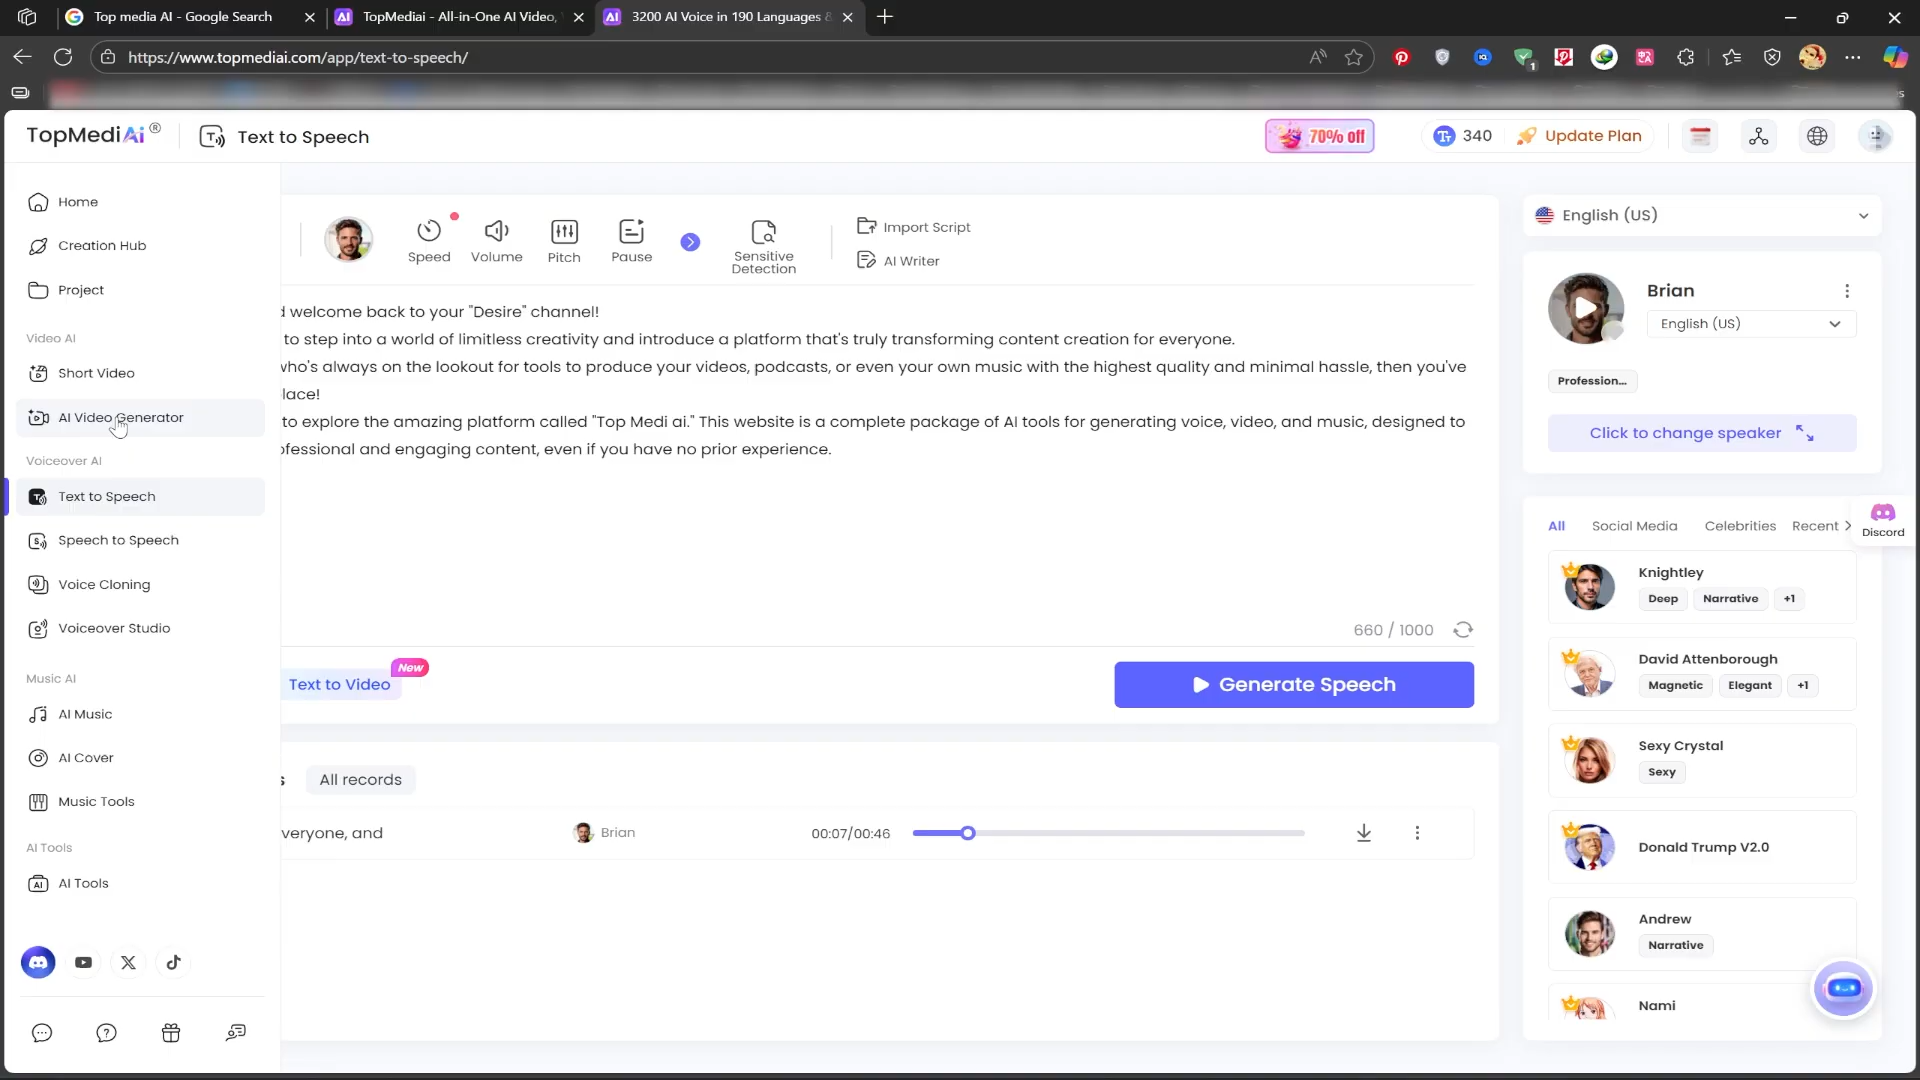 Top media AI - Google Search
TopMediai - All-in-One AI Video,
3200 AI Voice in 190 Languages &
https://www.topmediai.com/app/text-to-speech/
1
TopMediAi®
Text to Speech
70% off
340
Update Plan
Home
Creation Hub
Project
Video AI
Short Video
AI Video Generator
Voiceover AI
Text to Speech
Speech to Speech
Voice Cloning
Voiceover Studio
Music AI
AI Music
AI Cover
Music Tools
AI Tools
AI Tools
Speed
Volume
Pitch
Pause
Sensitive
Detection
Import Script
AI Writer
d welcome back to your "Desire" channel!
to step into a world of limitless creativity and introduce a platform that's truly transforming content creation for everyone.
who's always on the lookout for tools to produce your videos, podcasts, or even your own music with the highest quality and minimal hassle, then you've
lace!
to explore the amazing platform called "Top Medi ai." This website is a complete package of AI tools for generating voice, video, and music, designed to
ofessional and engaging content, even if you have no prior experience.
660 / 1000
Text to Video
New
Generate Speech
s
All records
veryone, and
Brian
00:07/00:46
English (US)
Brian
English (US)
Profession...
Click to change speaker
All
Social Media
Celebrities
Recent
Discord
Knightley
Deep
Narrative
+1
David Attenborough
Magnetic
Elegant
+1
Sexy Crystal
Sexy
Donald Trump V2.0
Andrew
Narrative
Nami